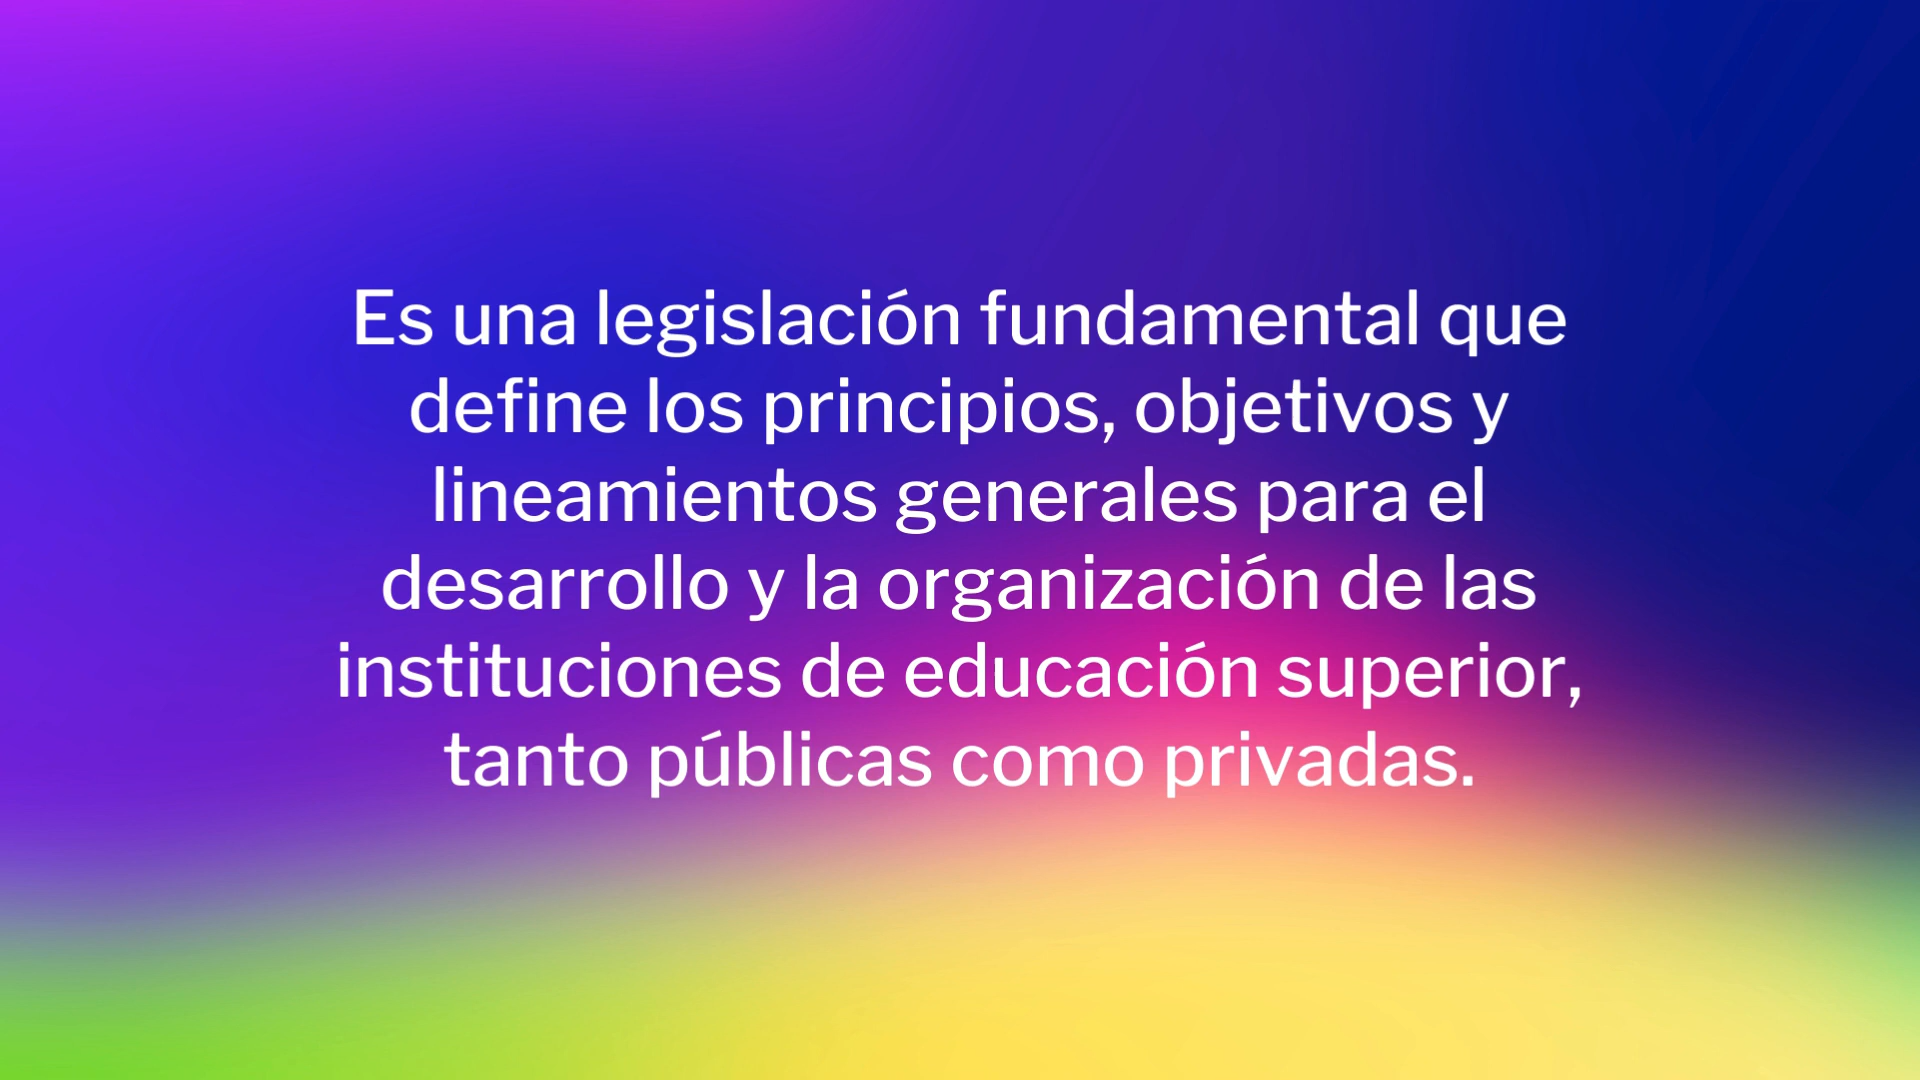 Es una legislación fundamental que
define los principios, objetivos y
lineamientos generales para el
desarrollo y la organización de las
instituciones de educación superior,
tanto públicas como privadas.